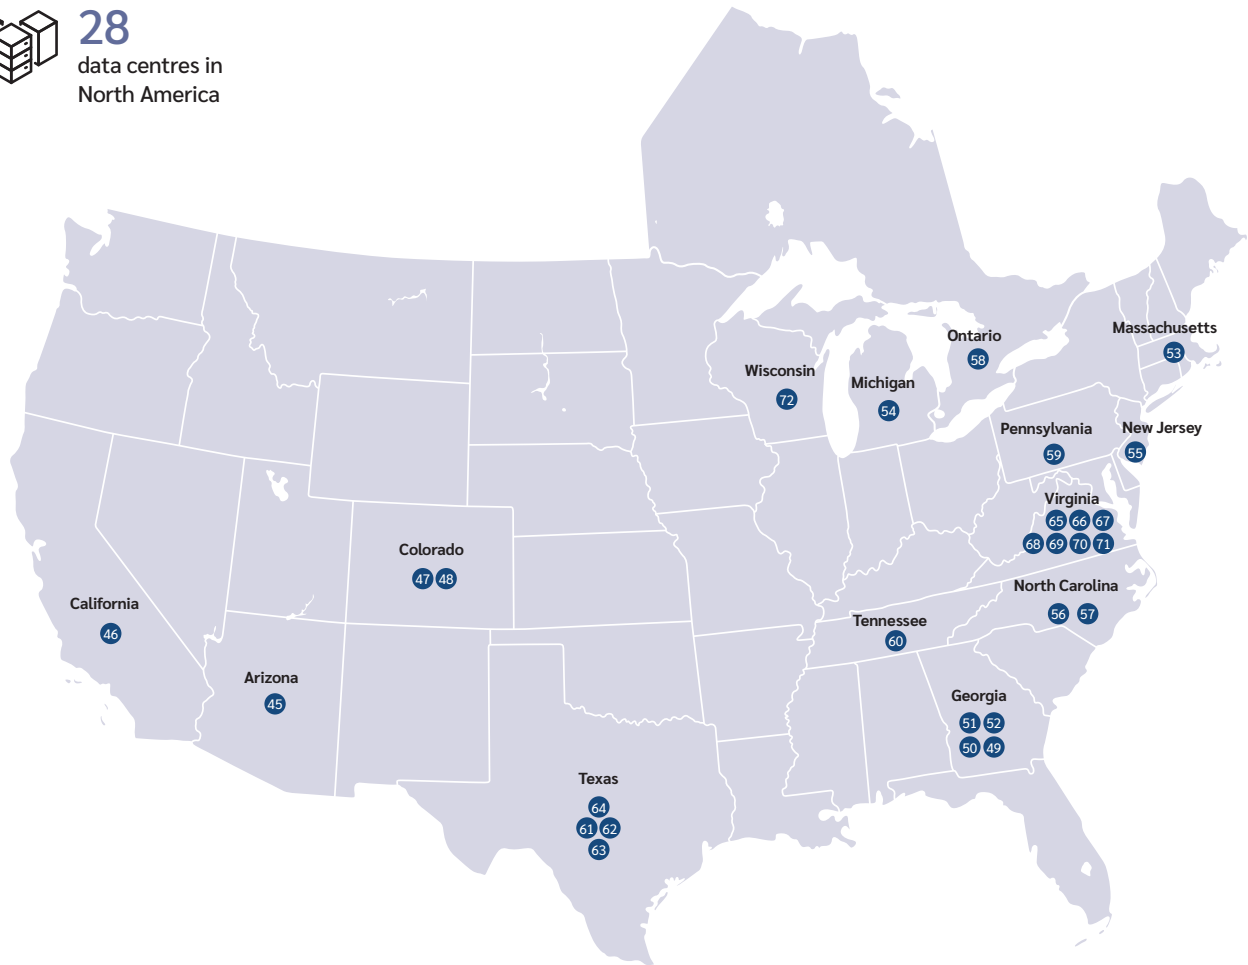 28
data centres in
North America
Ontario
58
Massachusetts
53
Wisconsin
72
Michigan
54
Pennsylvania
59
New Jersey
55
Virginia
65 66 67
68 69 70 71
Colorado
47 48
North Carolina
56 57
California
46
Tennessee
60
Arizona
45
Georgia
51 52
50 49
Texas
64
61 62
63